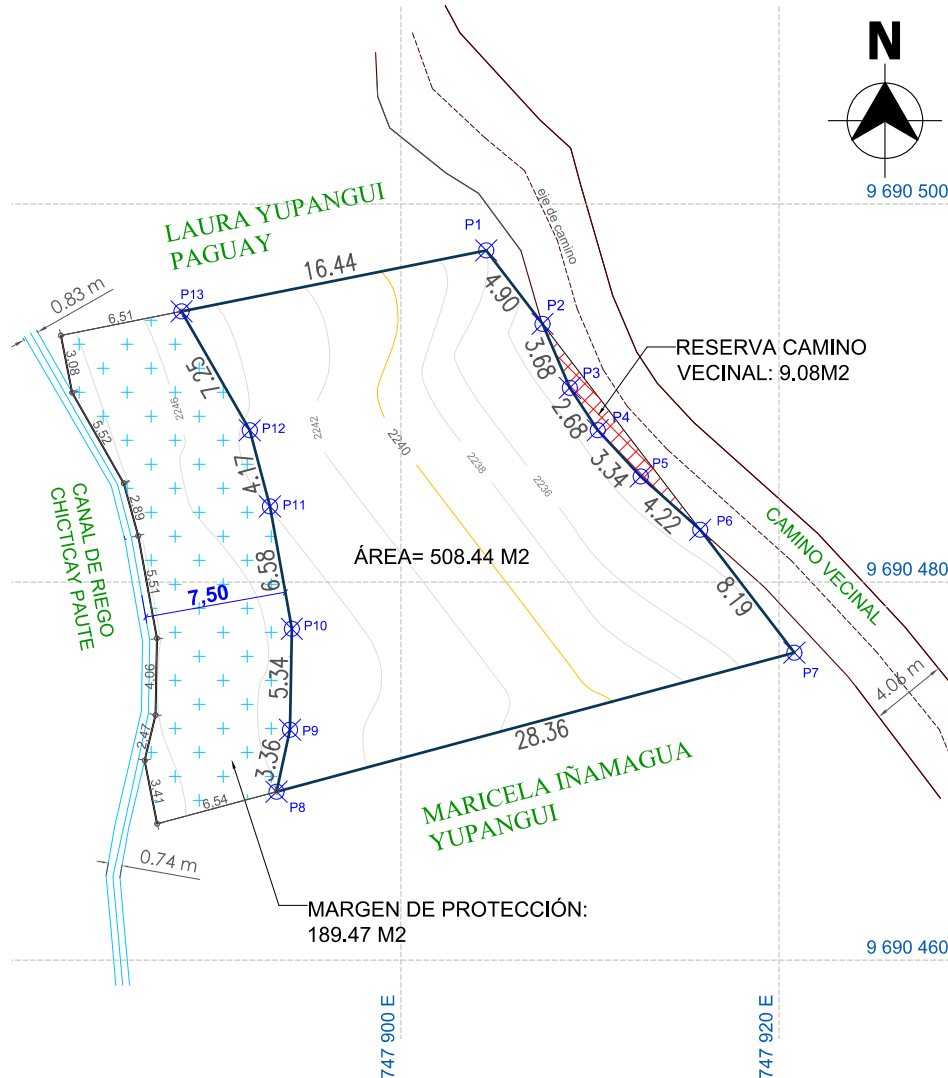 N
9 690 500
LAURA YUPANGUI
PAGUAY
P1
16.44
eje de camino
0.83 m
P13
6.51
4.90
P2
3.08
3.68
RESERVA CAMINO
VECINAL: 9.08M2
7.25
P3
2246
2242
2240
2.68
P4
5.52
P12
2238
3.34
P5
4.17
2236
2.89
P11
4.22
P6
CANAL DE RIEGO
CHICTICAY PAUTE
CAMINO VECINAL
ÁREA= 508.44 M2
6.58
5.51
7,50
9 690 480
8.19
P10
P7
4.06
5.34
4.06 m
2.47
P9
28.36
3.36
3.41
6.54
P8
MARICELA IÑAMAGUA
YUPANGUI
0.74 m
MARGEN DE PROTECCIÓN:
189.47 M2
9 690 460
747 900 E
747 920 E